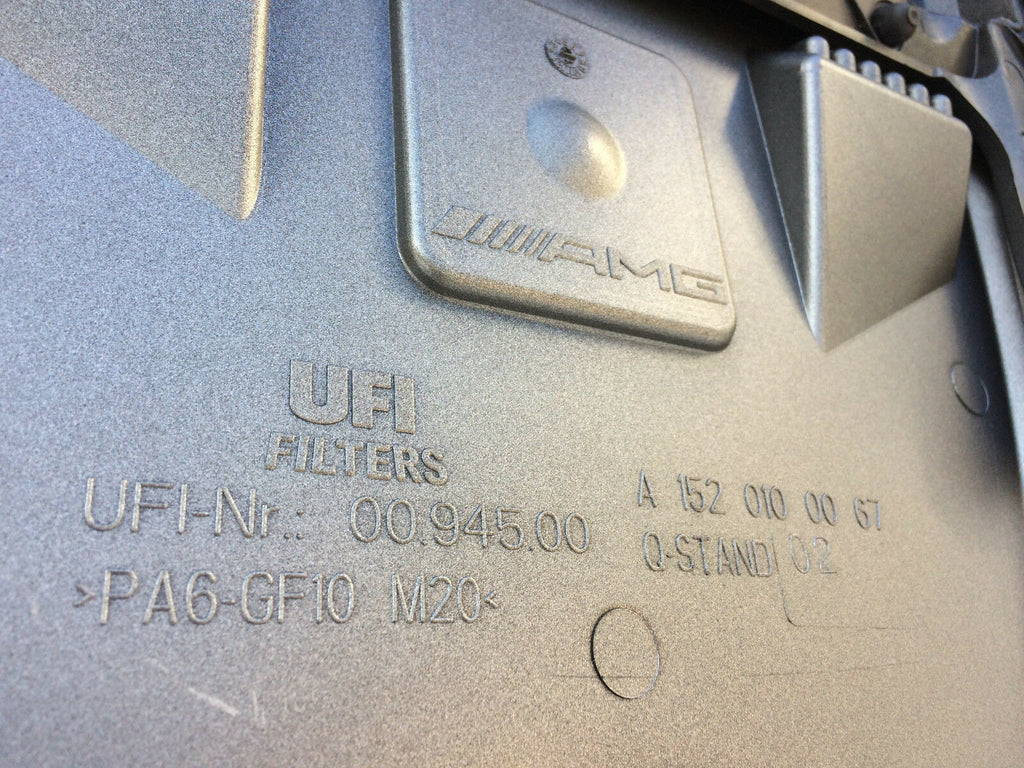 AMG
UFI
FILTERS
UFI-Nr.: 00.945.00
>PA6-GF10 M20<
A 152 010 00 67
Q-STAND 02